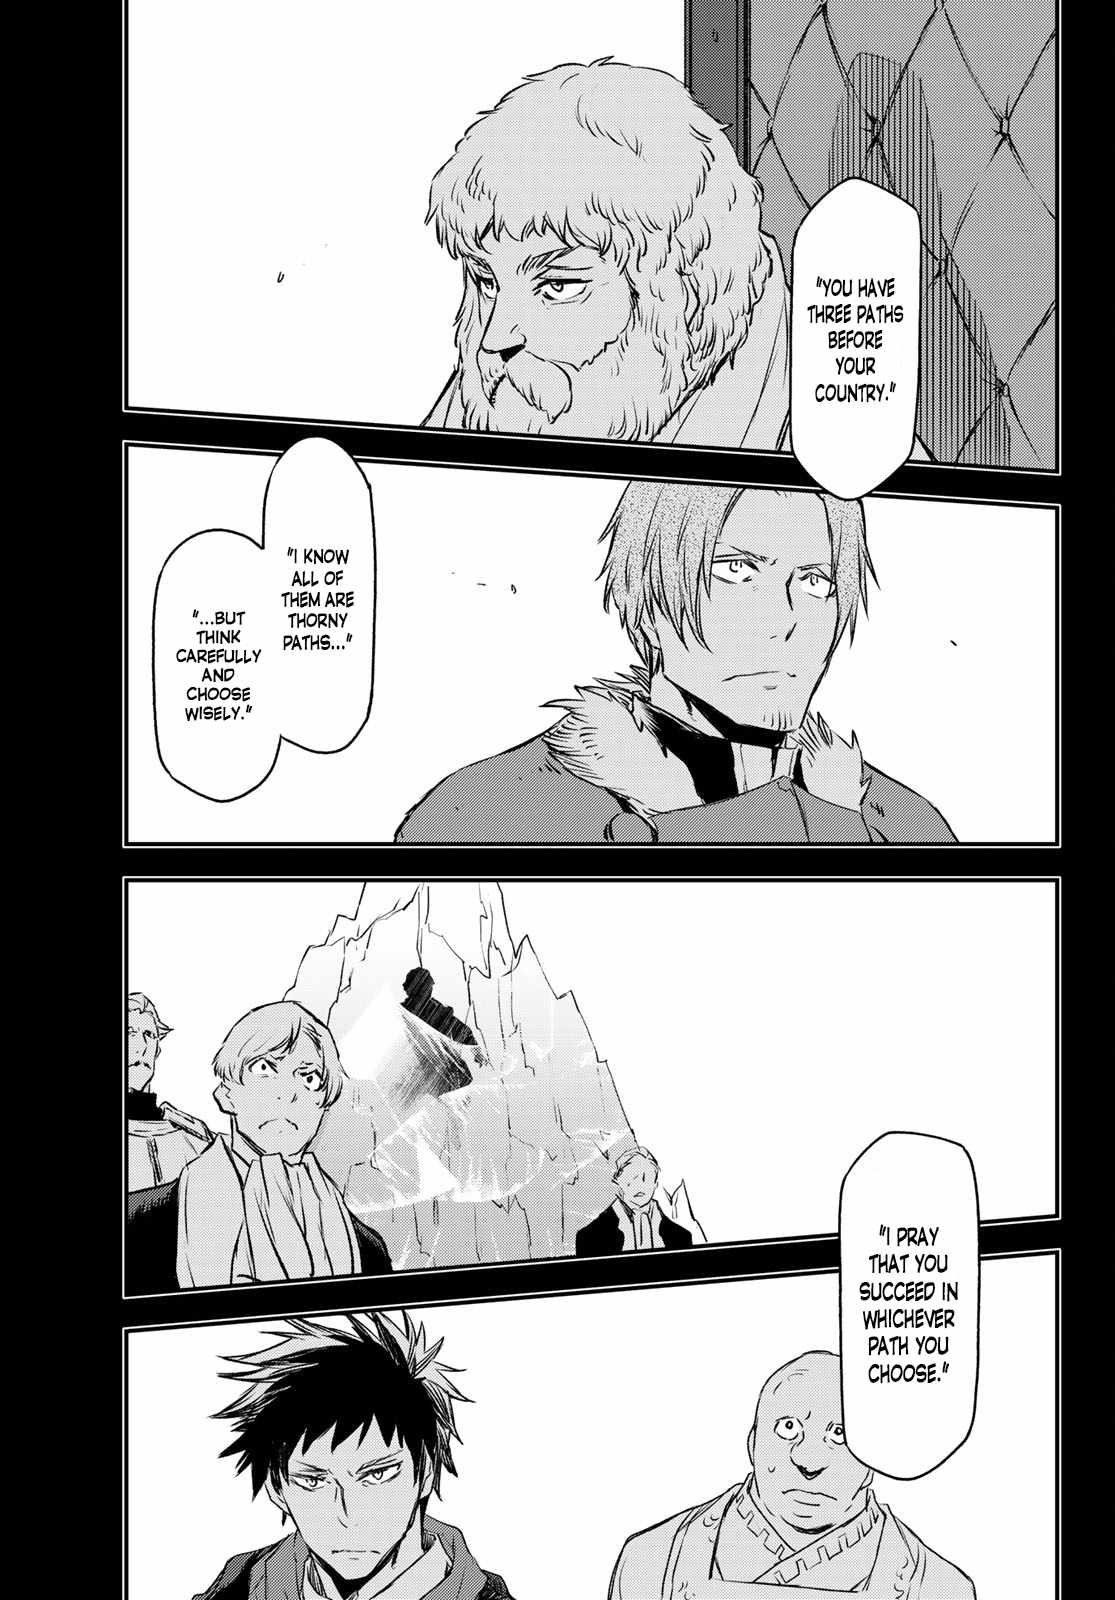 "YOU HAVE
THREE PATHS
BEFORE
YOUR
COUNTRY."
"I KNOW
ALL OF
THEM ARE
THORNY
PATHS..."
"...BUT
THINK
CAREFULLY
AND
CHOOSE
WISELY."
"I PRAY
THAT YOU
SUCCEED IN
WHICHEVER
PATH YOU
CHOOSE."